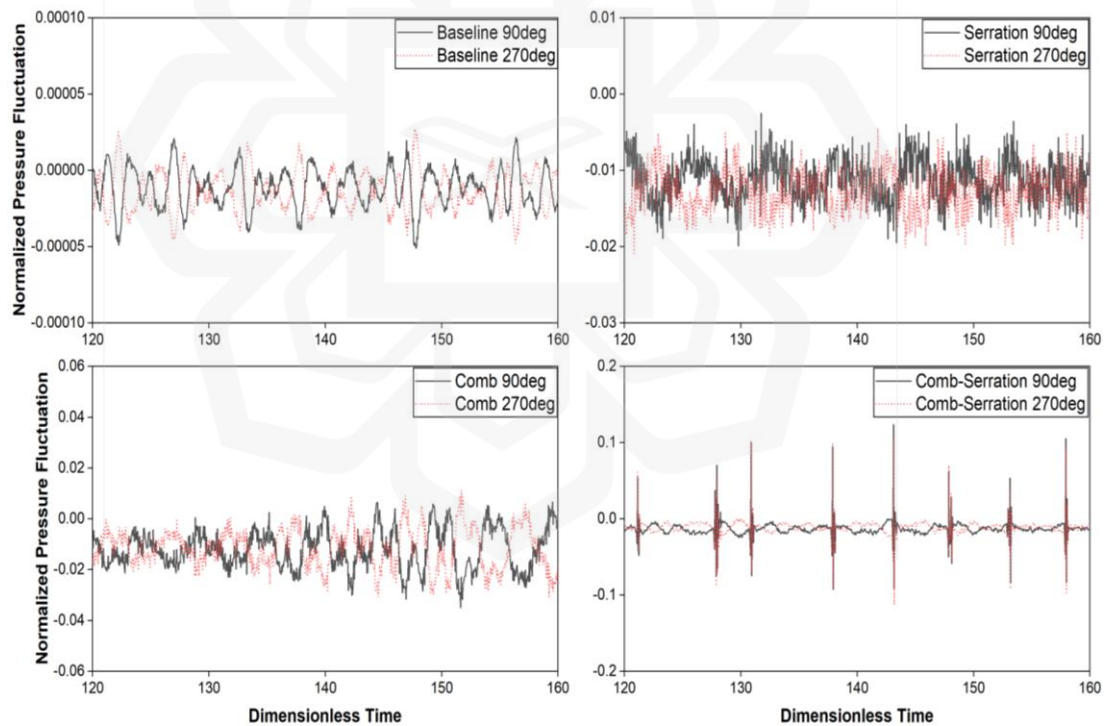 Normalized Pressure Fluctuation
0.00010
0.00005
0.00000
-0.00005
-0.00010
120 130 140 150 160
Baseline 90deg
Baseline 270deg
0.01
0.00
-0.01
-0.02
-0.03
120 130 140 150 160
Serration 90deg
Serration 270deg
Normalized Pressure Fluctuation
0.06
0.04
0.02
0.00
-0.02
-0.04
-0.06
120 130 140 150 160
Comb 90deg
Comb 270deg
Dimensionless Time
0.2
0.1
0.0
-0.1
-0.2
120 130 140 150 160
Comb-Serration 90deg
Comb-Serration 270deg
Dimensionless Time